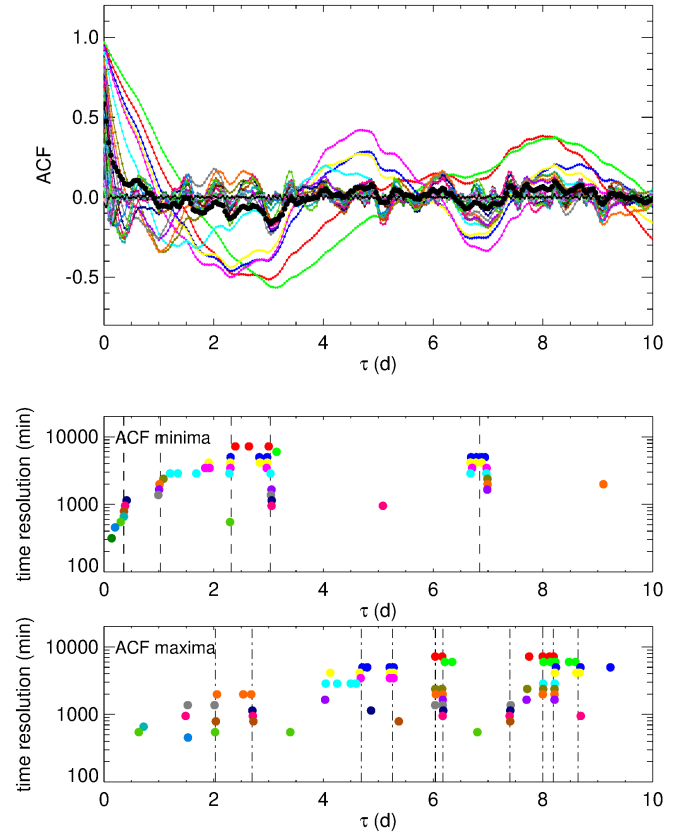 ACF
1.0
0.5
0.0
-0.5
0 2 4 6 8 10
τ (d)
time resolution (min)
ACF minima
10000
1000
100
0 2 4 6 8 10
τ (d)
time resolution (min)
ACF maxima
10000
1000
100
0 2 4 6 8 10
τ (d)